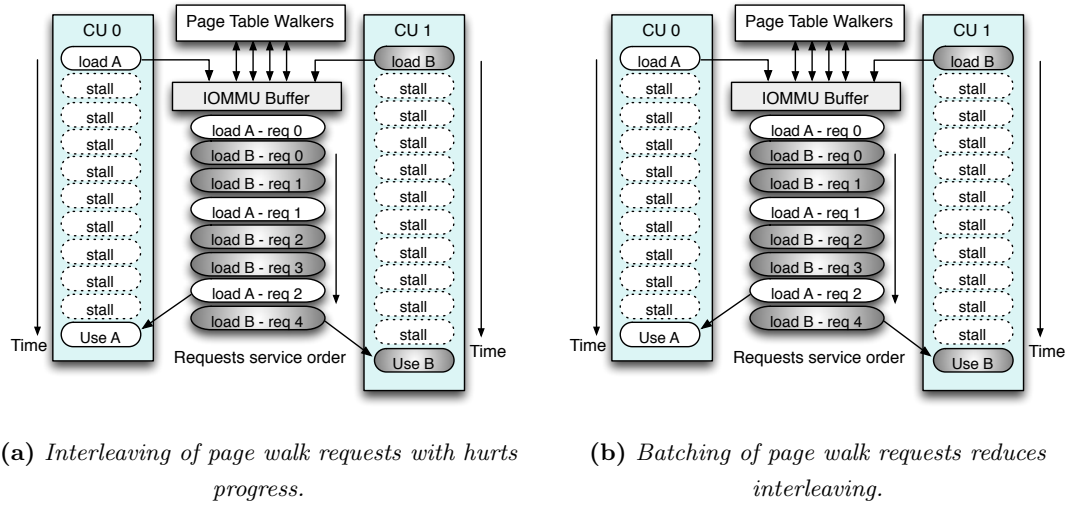 CU 0
Page Table Walkers
CU 1
load A
load B
IOMMU Buffer
stall
stall
stall
stall
stall
stall
stall
stall
stall
Use A
load A - req 0
load B - req 0
load B - req 1
load A - req 1
load B - req 2
load B - req 3
load A - req 2
load B - req 4
stall
stall
stall
stall
stall
stall
stall
stall
stall
stall
Use B
Time
Requests service order
Time
(a) Interleaving of page walk requests with hurts
progress.
CU 0
Page Table Walkers
CU 1
load A
load B
IOMMU Buffer
stall
stall
stall
stall
stall
stall
stall
stall
stall
Use A
load A - req 0
load B - req 0
load B - req 1
load A - req 1
load B - req 2
load B - req 3
load A - req 2
load B - req 4
stall
stall
stall
stall
stall
stall
stall
stall
stall
stall
Use B
Time
Requests service order
Time
(b) Batching of page walk requests reduces
interleaving.